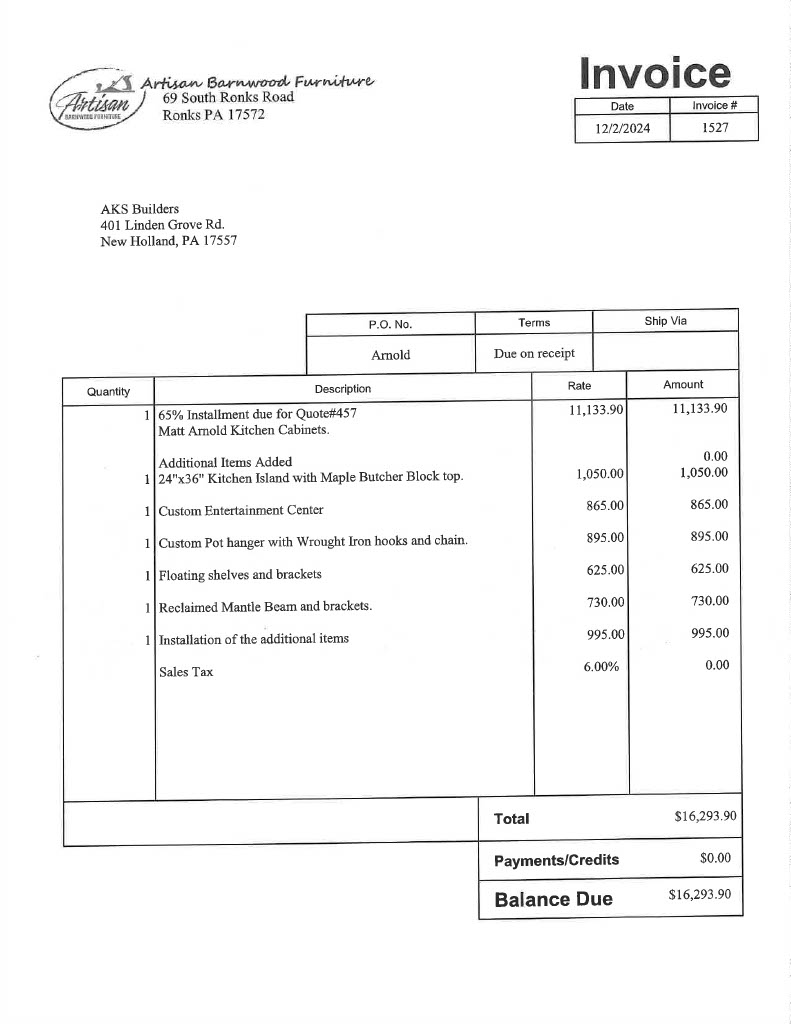 Artisan Barnwood Furniture
69 South Ronks Road
Ronks PA 17572
Artisan
BARNWOOD FURNITURE
Invoice
Date Invoice #
12/2/2024 1527
AKS Builders
401 Linden Grove Rd.
New Holland, PA 17557
P.O. No. Terms Ship Via
Arnold Due on receipt
Quantity Description Rate Amount
1 65% Installment due for Quote#457 11,133.90 11,133.90
Matt Arnold Kitchen Cabinets.
Additional Items Added 0.00
1 24"x36" Kitchen Island with Maple Butcher Block top. 1,050.00 1,050.00
1 Custom Entertainment Center 865.00 865.00
1 Custom Pot hanger with Wrought Iron hooks and chain. 895.00 895.00
1 Floating shelves and brackets 625.00 625.00
1 Reclaimed Mantle Beam and brackets. 730.00 730.00
1 Installation of the additional items 995.00 995.00
Sales Tax 6.00% 0.00
Total $16,293.90
Payments/Credits $0.00
Balance Due $16,293.90